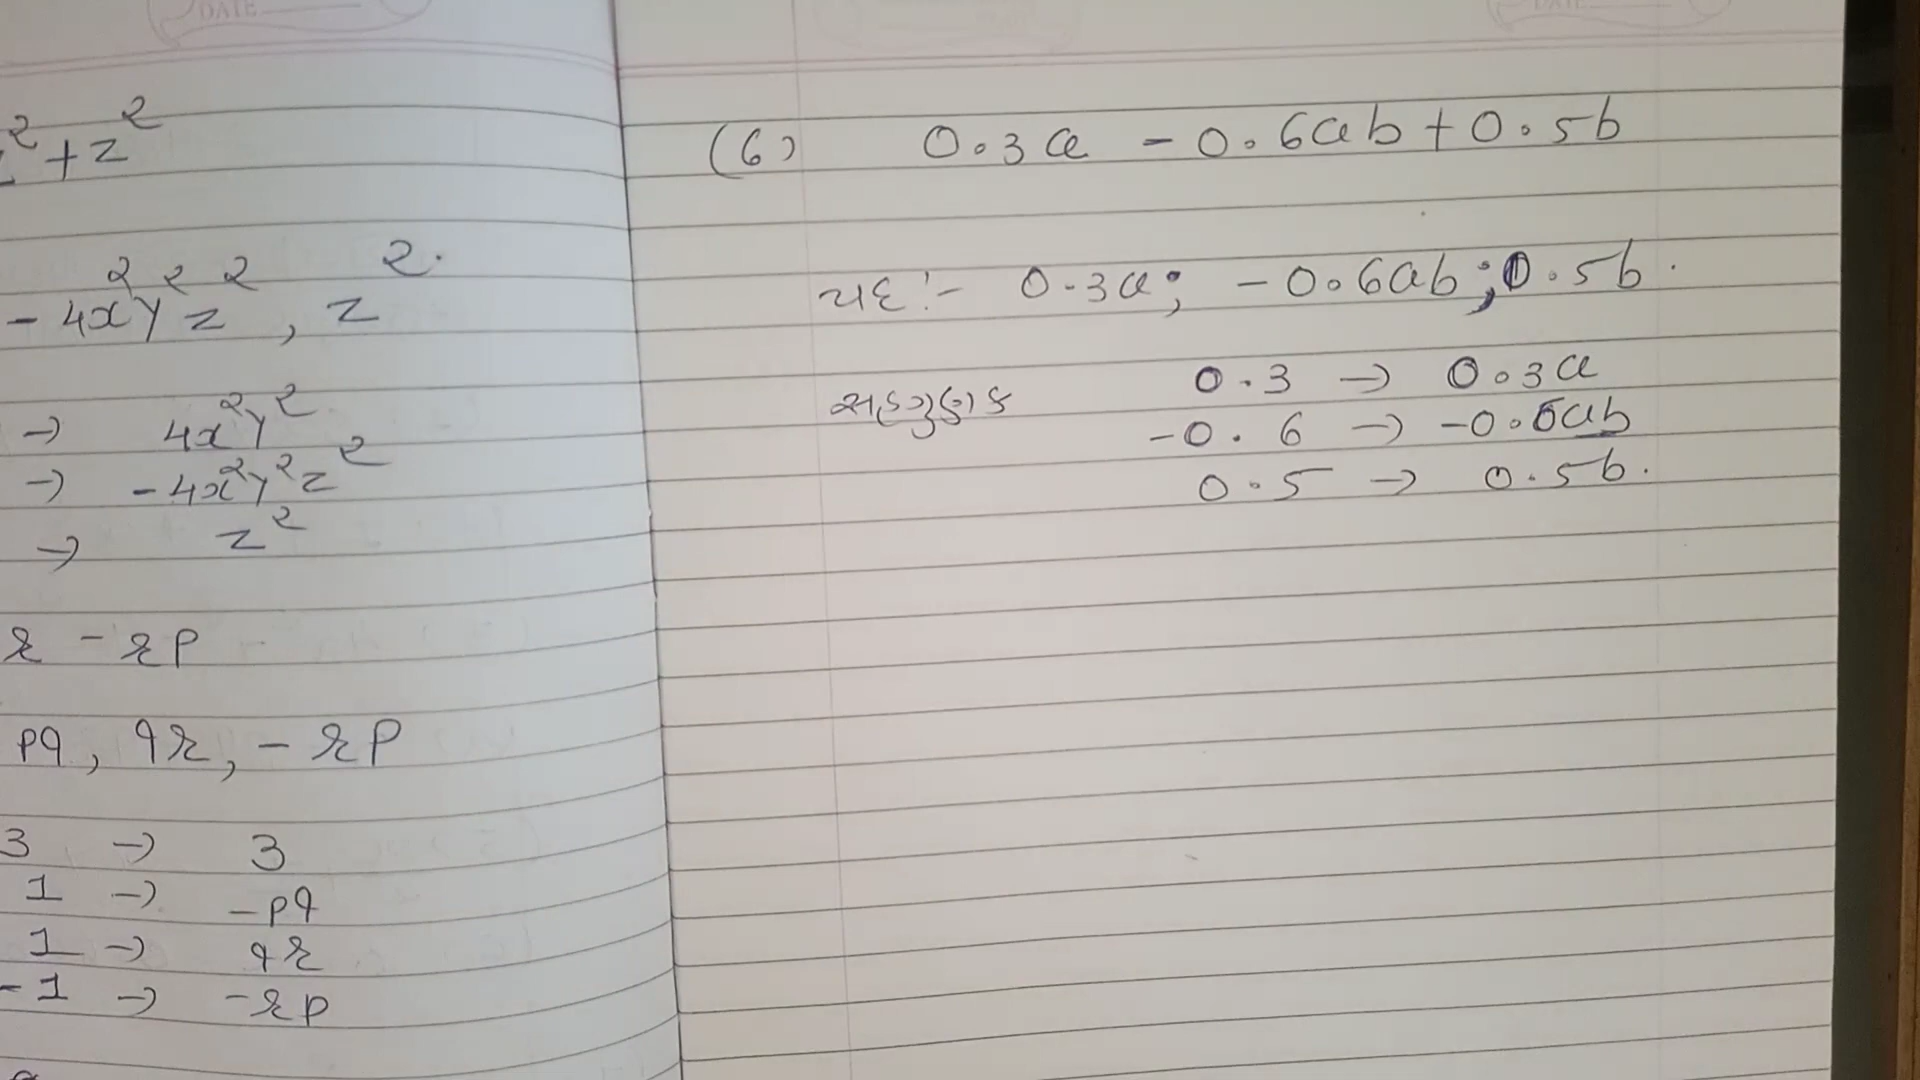 DATE
² + z²
- 4x²y²z² , z².
→ 4x²y²
→ - 4x²y²z²
→ z²
r - rp
pq, qr, - rp
3 → 3
1 → -pq
1 → qr
-1 → -rp
(6) 0.3a - 0.6ab + 0.5b
પદ :- 0.3a; -0.6ab; 0.5b.
સહગુણક 0.3 → 0.3a
-0.6 → -0.6ab
0.5 → 0.5b.